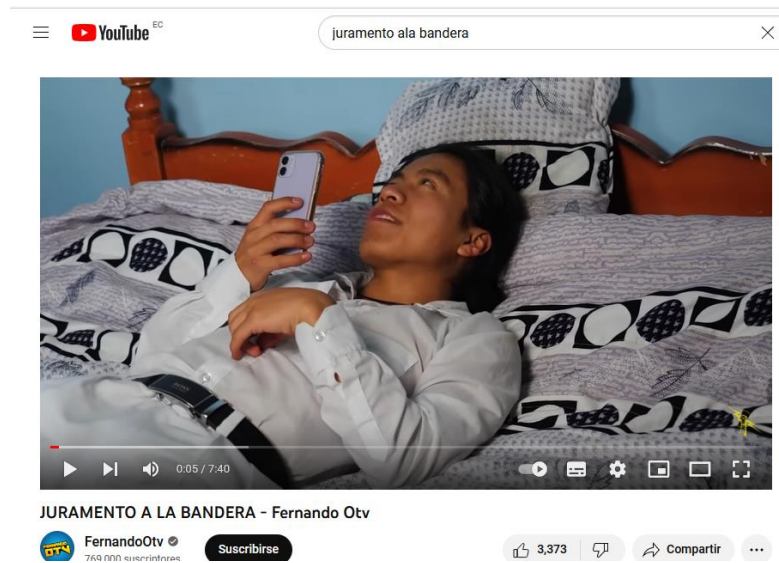 YouTube EC
juramento ala bandera
0:05 / 7:40
JURAMENTO A LA BANDERA - Fernando Otv
FernandoOtv
769.000 suscriptores
Suscribirse
3,373
Compartir